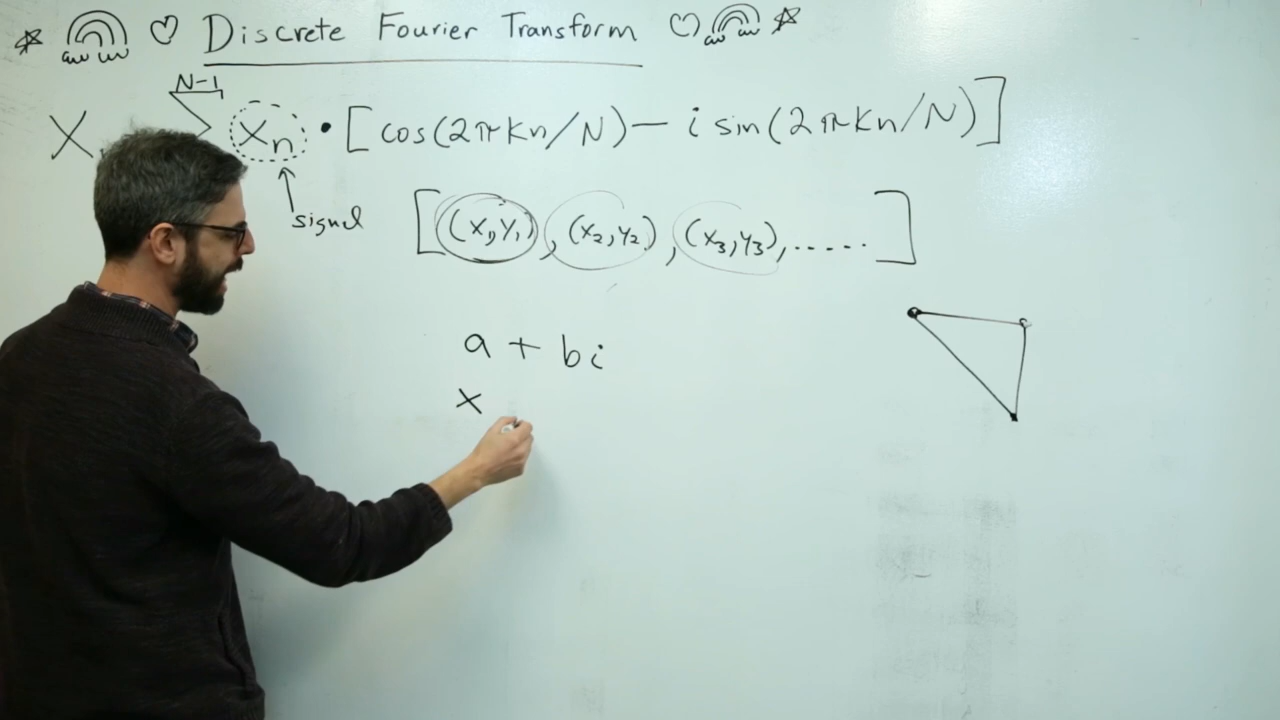 Discrete Fourier Transform
N-1
X Σ xn • [cos(2πkn/N) - i sin(2πkn/N)]
signal
[(x1,y1), (x2,y2), (x3,y3), .....]
a + bi
x